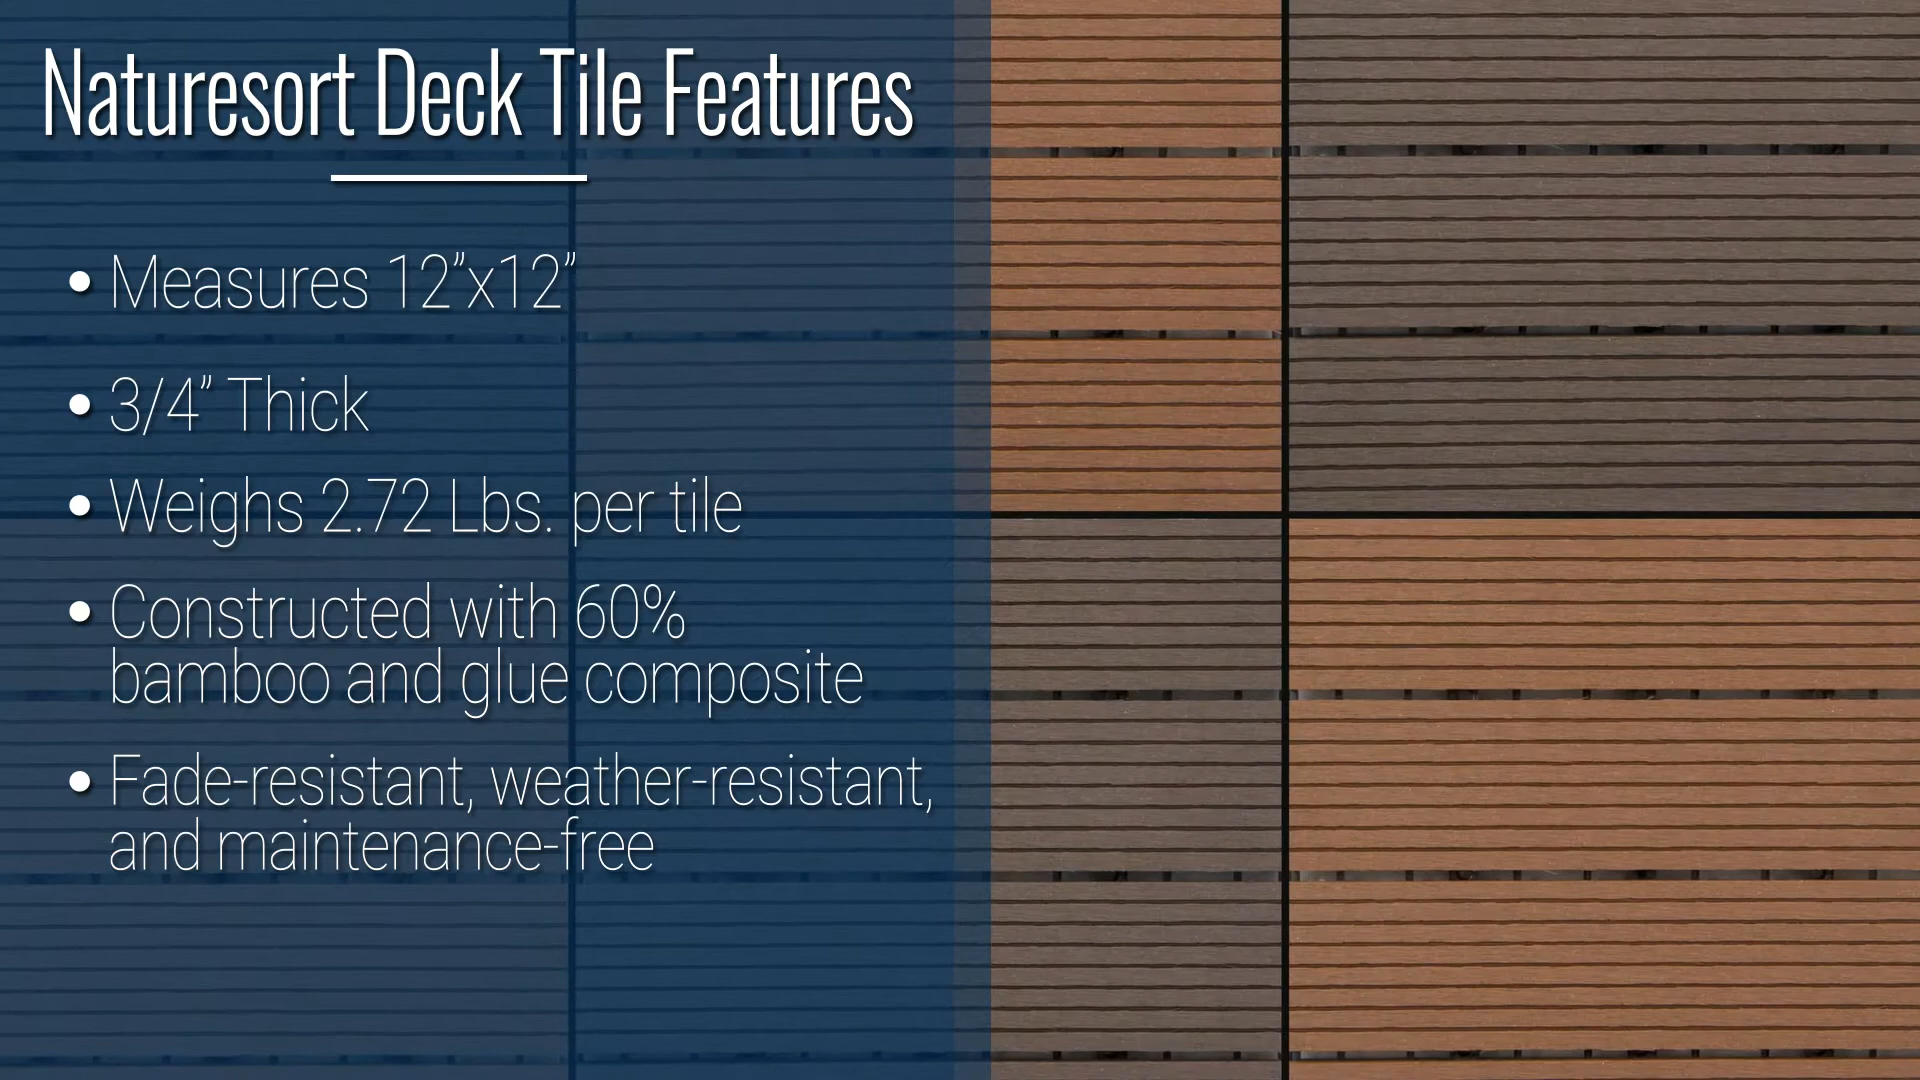 Naturesort Deck Tile Features
• Measures 12”x12”
• 3/4” Thick
• Weighs 2.72 Lbs. per tile
• Constructed with 60%
bamboo and glue composite
• Fade-resistant, weather-resistant,
and maintenance-free